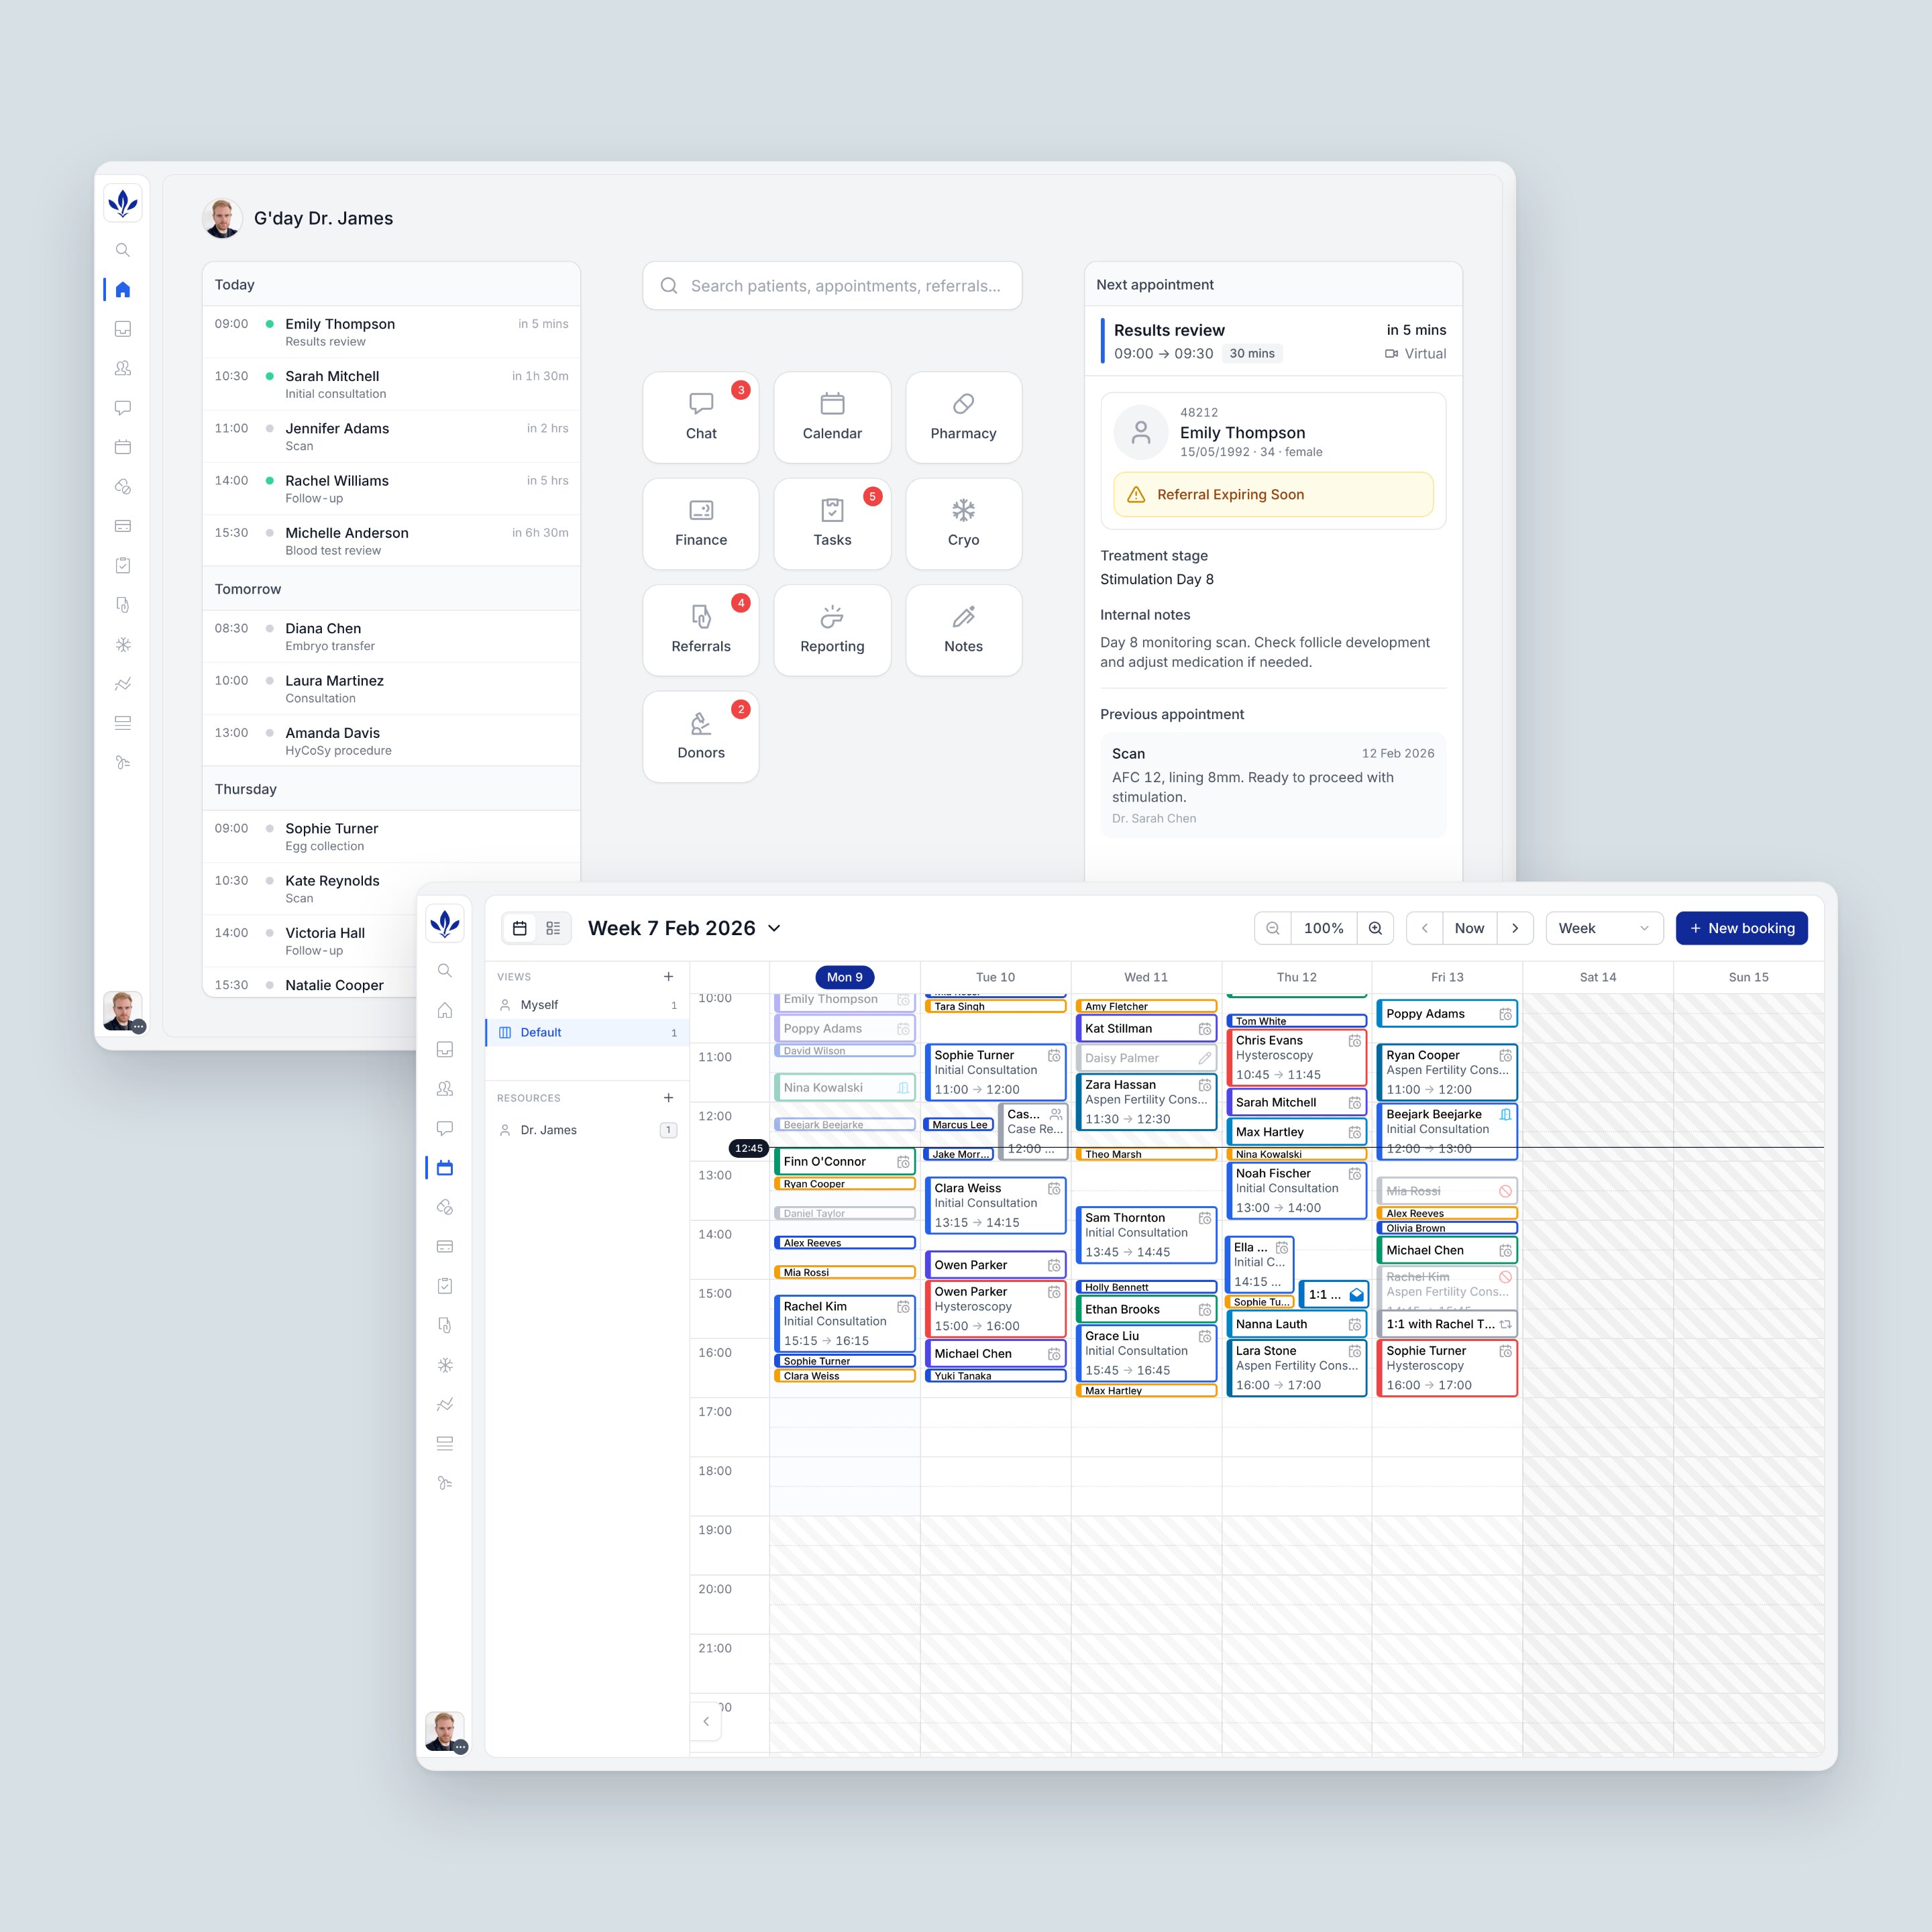 G'day Dr. James
Today
09:00 Emily Thompson in 5 mins
Results review
10:30 Sarah Mitchell in 1h 30m
Initial consultation
11:00 Jennifer Adams in 2 hrs
Scan
14:00 Rachel Williams in 5 hrs
Follow-up
15:30 Michelle Anderson in 6h 30m
Blood test review
Tomorrow
08:30 Diana Chen
Embryo transfer
10:00 Laura Martinez
Consultation
13:00 Amanda Davis
HyCoSy procedure
Thursday
09:00 Sophie Turner
Egg collection
10:30 Kate Reynolds
Scan
14:00 Victoria Hall
Follow-up
15:30 Natalie Cooper
Search patients, appointments, referrals...
3
Chat
Calendar
Pharmacy
Finance
5
Tasks
Cryo
4
Referrals
Reporting
Notes
2
Donors
Next appointment
Results review in 5 mins
09:00 → 09:30 30 mins Virtual
48212
Emily Thompson
15/05/1992 · 34 · female
Referral Expiring Soon
Treatment stage
Stimulation Day 8
Internal notes
Day 8 monitoring scan. Check follicle development
and adjust medication if needed.
Previous appointment
Scan 12 Feb 2026
AFC 12, lining 8mm. Ready to proceed with
stimulation.
Dr. Sarah Chen
Week 7 Feb 2026
100%
Now
Week
+ New booking
VIEWS +
Myself 1
Default 1
RESOURCES +
Dr. James 1
Mon 9 Tue 10 Wed 11 Thu 12 Fri 13 Sat 14 Sun 15
10:00
11:00
12:00
12:45
13:00
14:00
15:00
16:00
17:00
18:00
19:00
20:00
21:00
Emily Thompson
Poppy Adams
David Wilson
Nina Kowalski
Beejark Beejarke
Finn O'Connor
Ryan Cooper
Daniel Taylor
Alex Reeves
Mia Rossi
Rachel Kim
Initial Consultation
15:15 → 16:15
Sophie Turner
Clara Weiss
Tara Singh
Sophie Turner
Initial Consultation
11:00 → 12:00
Marcus Lee
Cas...
Case Re...
12:00 ...
Jake Morr...
Clara Weiss
Initial Consultation
13:15 → 14:15
Owen Parker
Owen Parker
Hysteroscopy
15:00 → 16:00
Michael Chen
Yuki Tanaka
Amy Fletcher
Kat Stillman
Daisy Palmer
Zara Hassan
Aspen Fertility Cons...
11:30 → 12:30
Theo Marsh
Sam Thornton
Initial Consultation
13:45 → 14:45
Holly Bennett
Ethan Brooks
Grace Liu
Initial Consultation
15:45 → 16:45
Max Hartley
Tom White
Chris Evans
Hysteroscopy
10:45 → 11:45
Sarah Mitchell
Max Hartley
Nina Kowalski
Noah Fischer
Initial Consultation
13:00 → 14:00
Ella ...
Initial C...
14:15 ...
1:1 ...
Sophie Tu...
Nanna Lauth
Lara Stone
Aspen Fertility Cons...
16:00 → 17:00
Poppy Adams
Ryan Cooper
Aspen Fertility Cons...
11:00 → 12:00
Beejark Beejarke
Initial Consultation
12:00 → 13:00
Mia Rossi
Alex Reeves
Olivia Brown
Michael Chen
Rachel Kim
Aspen Fertility Cons...
1:1 with Rachel T...
Sophie Turner
Hysteroscopy
16:00 → 17:00